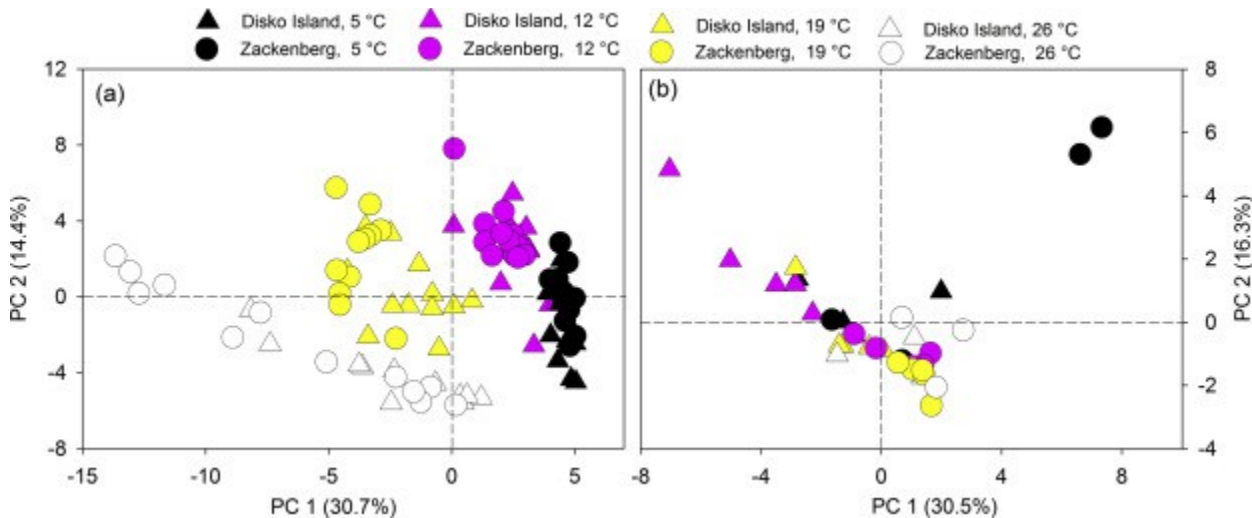 Disko Island, 5 °C Disko Island, 12 °C Disko Island, 19 °C Disko Island, 26 °C
Zackenberg, 5 °C Zackenberg, 12 °C Zackenberg, 19 °C Zackenberg, 26 °C
(a)
12
8
4
0
-4
-8
PC 2 (14.4%)
-15 -10 -5 0 5
PC 1 (30.7%)
(b)
8
6
4
2
0
-2
-4
PC 2 (16.3%)
-8 -4 0 4 8
PC 1 (30.5%)